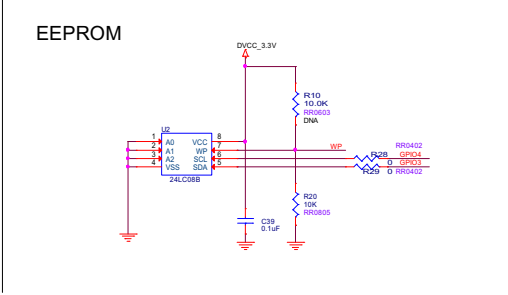 EEPROM
DVCC_3.3V
R10
10.0K
RR0603
DNA
U2
1 A0 VCC 8
2 A1 WP 7
3 A2 SCL 6
4 VSS SDA 5
24LC08B
WP
R28 RR0402
0 GPIO4
GPIO3
R29 0 RR0402
R20
10K
RR0805
C39
0.1uF